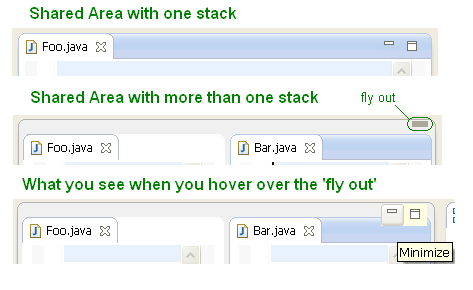 Shared Area with one stack
Foo.java
Shared Area with more than one stack
fly out
Foo.java
Bar.java
What you see when you hover over the 'fly out'
Foo.java
Bar.java
Minimize